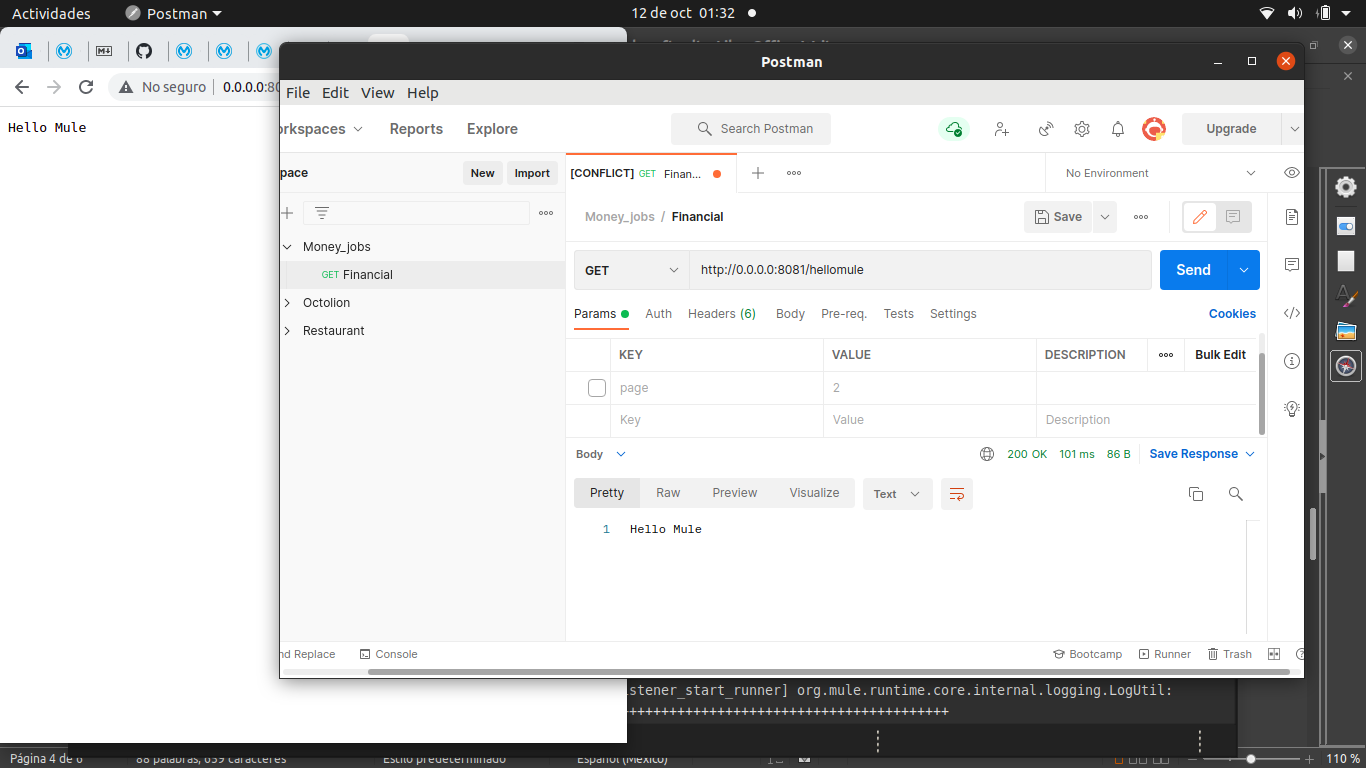 Actividades
Postman
12 de oct 01:32
Postman
File Edit View Help
No seguro
0.0.0.0:80
Hello Mule
Reports
Explore
Search Postman
Upgrade
New
Import
[CONFLICT] GET Finan...
No Environment
Money_jobs / Financial
Save
Money_jobs
GET Financial
Octolion
Restaurant
GET
http://0.0.0.0:8081/hellomule
Send
Params
Auth
Headers (6)
Body
Pre-req.
Tests
Settings
Cookies
KEY
VALUE
DESCRIPTION
Bulk Edit
page
2
Key
Value
Description
Body
200 OK
101 ms
86 B
Save Response
Pretty
Raw
Preview
Visualize
Text
1
Hello Mule
Replace
Console
Bootcamp
Runner
Trash
istener_start_runner] org.mule.runtime.core.internal.logging.LogUtil:
++++++++++++++++++++++++++++++++++++++++
Página 4 de 6
88 palabras, 659 caracteres
Estilo predeterminado
Español (México)
110 %